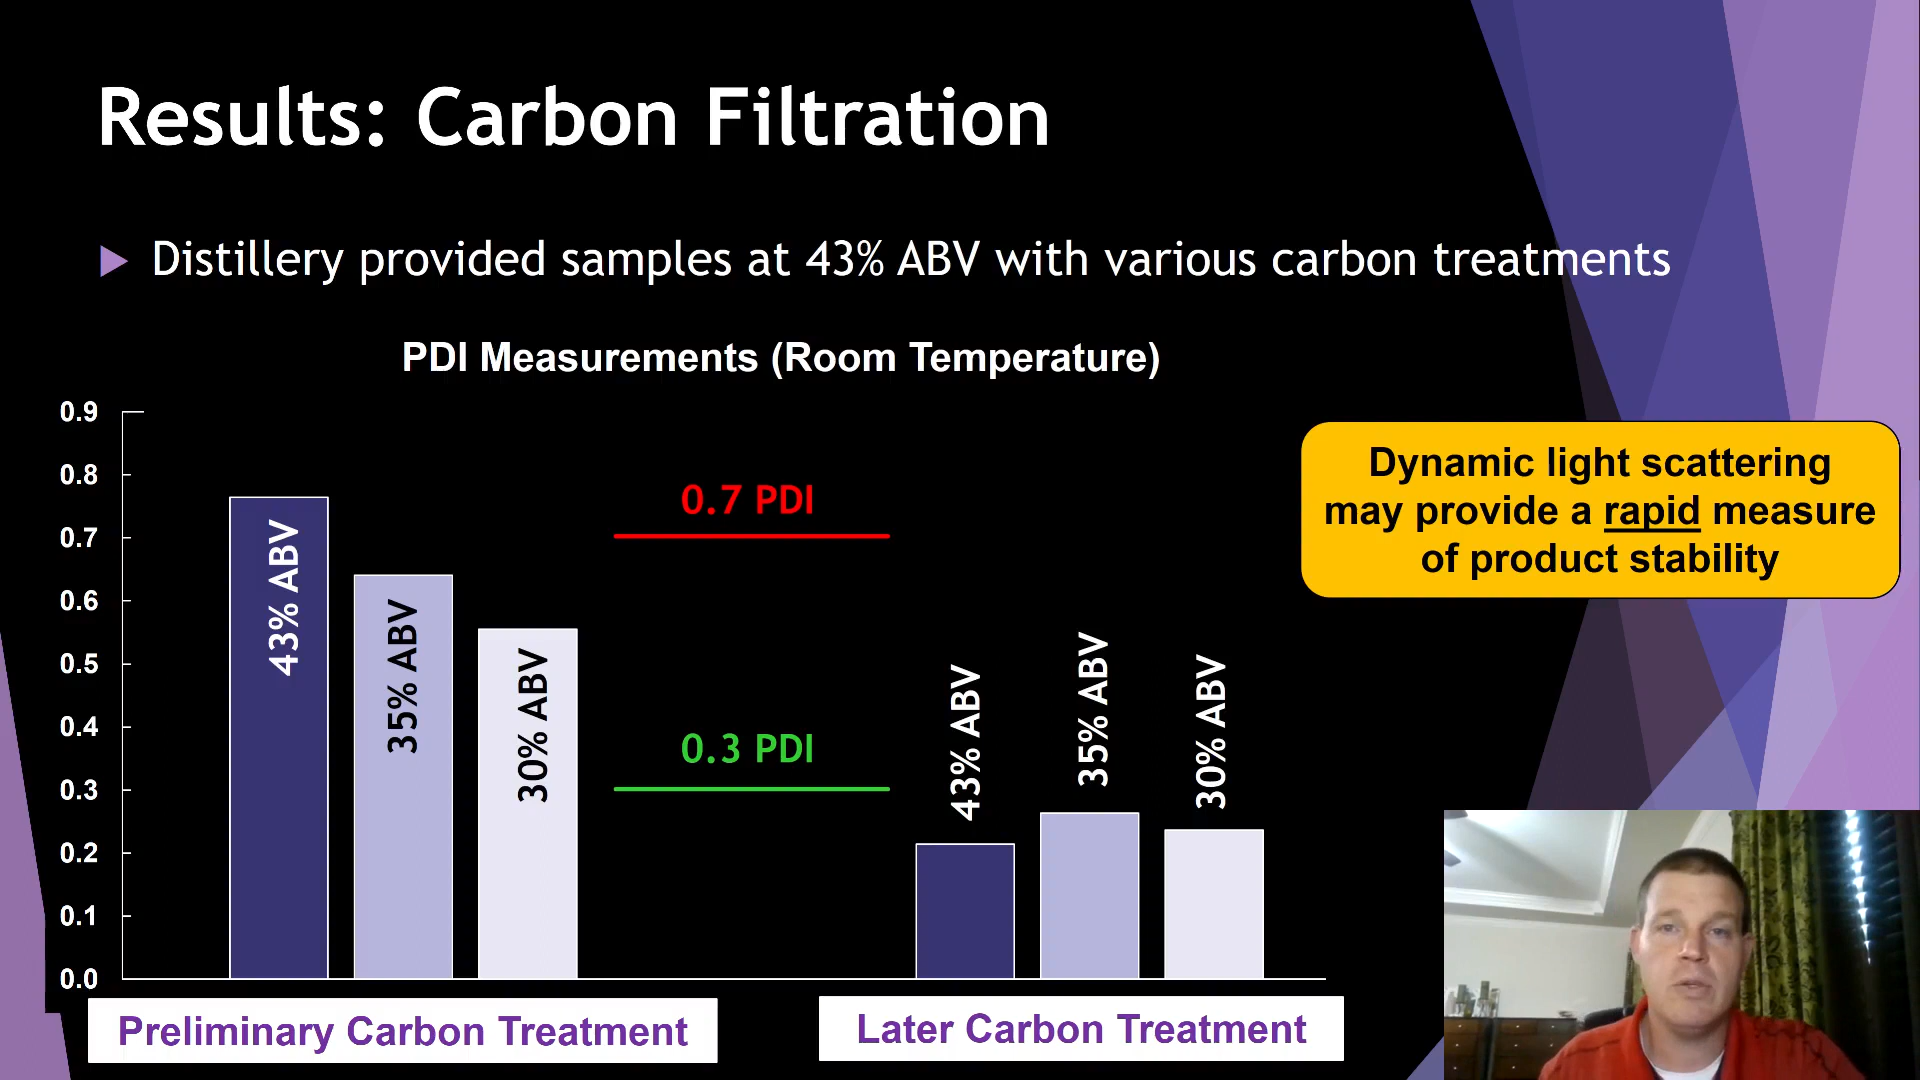 Results: Carbon Filtration
Distillery provided samples at 43% ABV with various carbon treatments
PDI Measurements (Room Temperature)
0.9
0.8
0.7
0.6
0.5
0.4
0.3
0.2
0.1
0.0
43% ABV
35% ABV
30% ABV
0.7 PDI
0.3 PDI
43% ABV
35% ABV
30% ABV
Dynamic light scattering
may provide a rapid measure
of product stability
Preliminary Carbon Treatment
Later Carbon Treatment